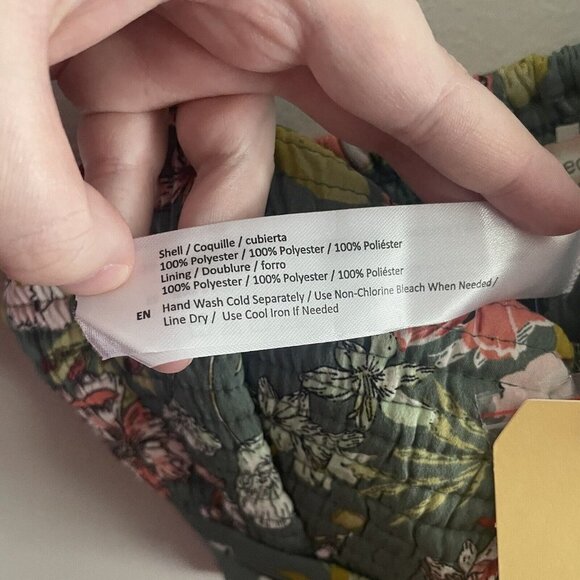 Shell / Coquille / cubierta
100% Polyester / 100% Polyester / 100% Poliéster
Lining / Doublure / forro
100% Polyester / 100% Polyester / 100% Poliéster
EN Hand Wash Cold Separately / Use Non-Chlorine Bleach When Needed /
Line Dry / Use Cool Iron If Needed